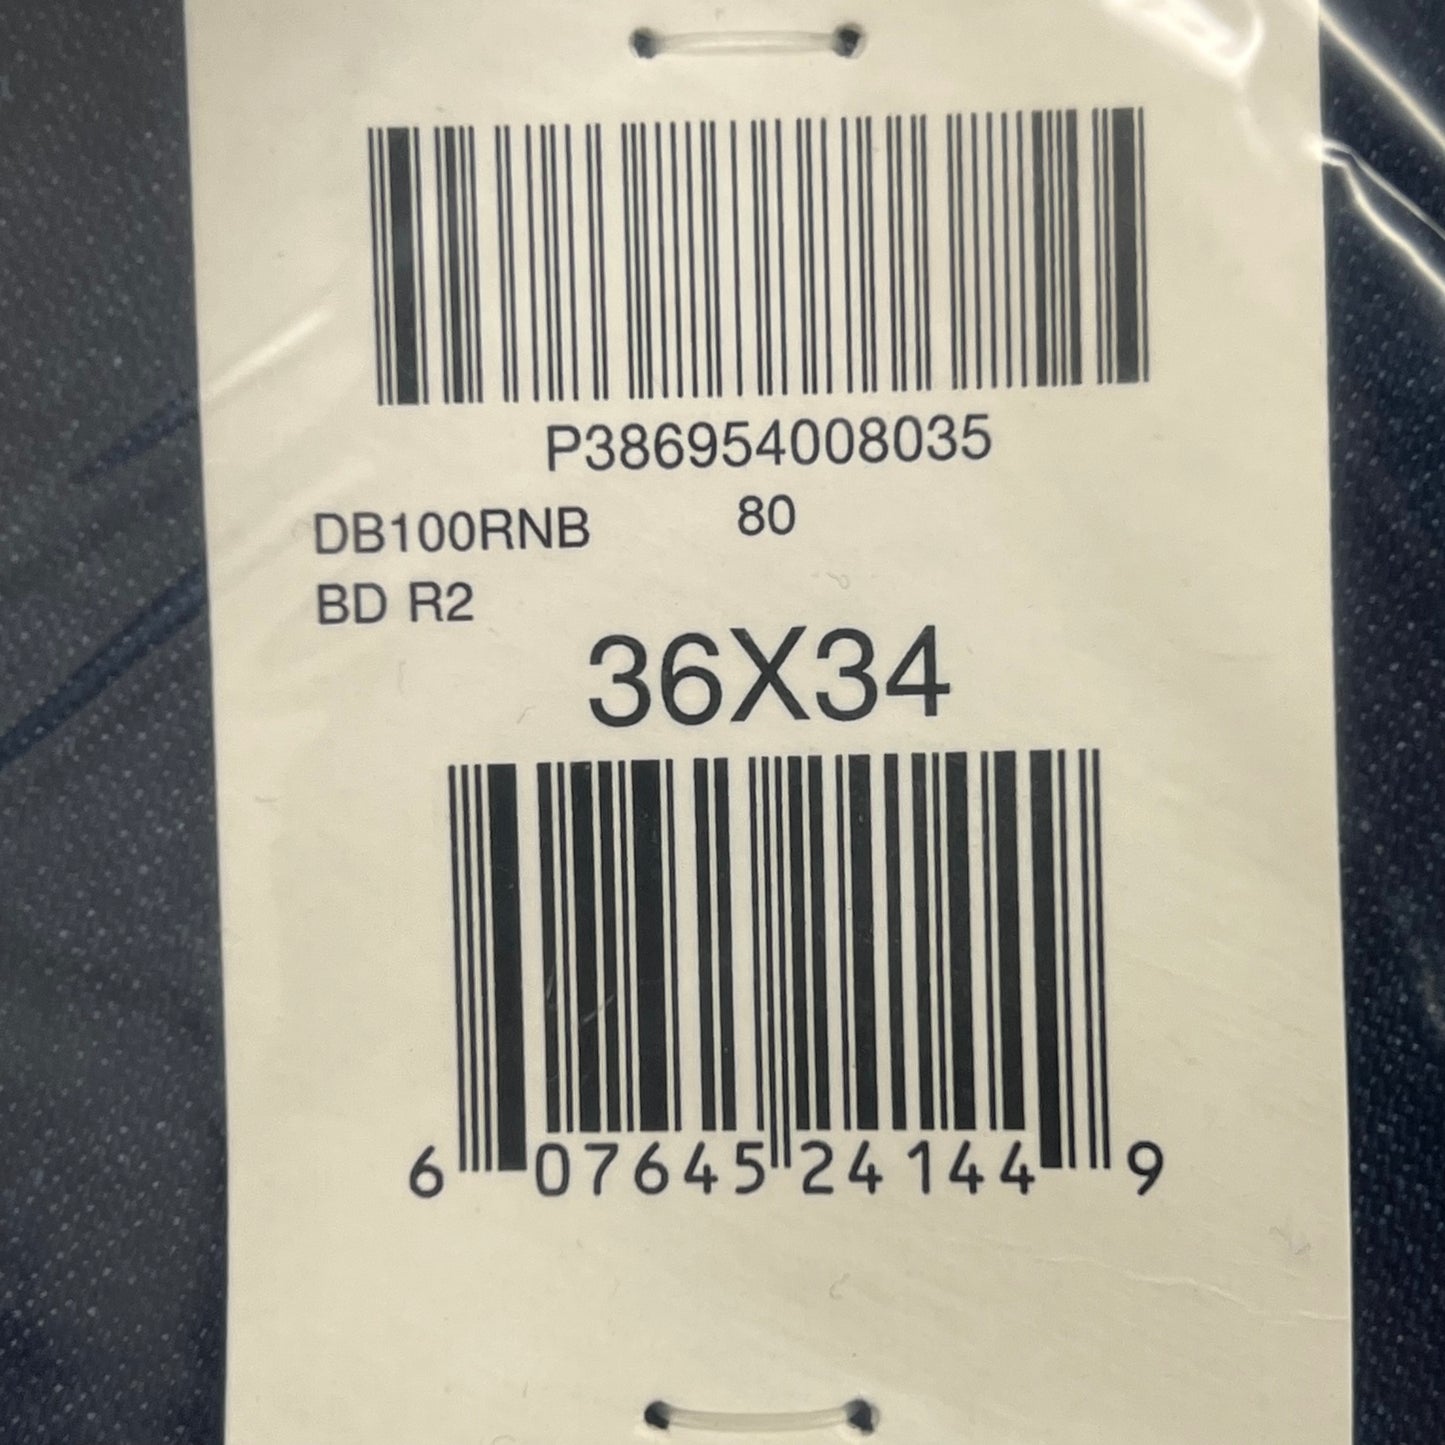 P386954008035
DB100RNB 80
BD R2
36X34
6 07645 24144 9